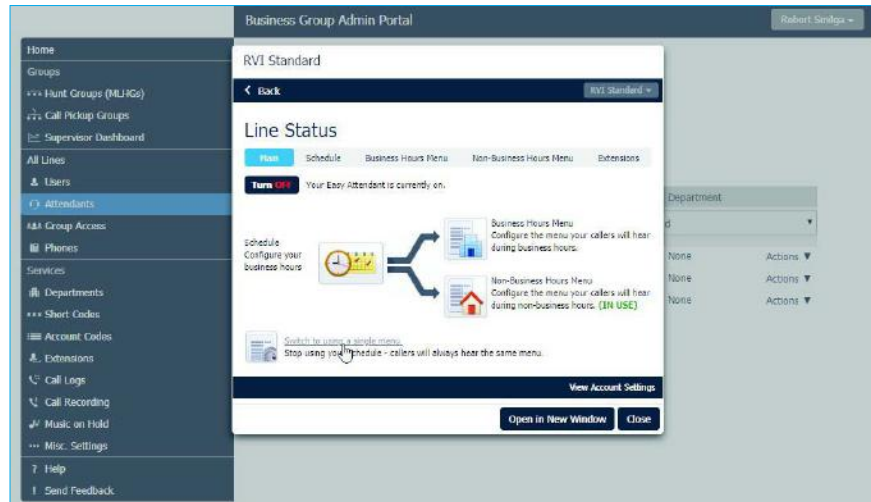 Business Group Admin Portal
Robert Smilga
Home
Groups
Hunt Groups (MLHGs)
Call Pickup Groups
Supervisor Dashboard
All Lines
Users
Attendants
Group Access
Phones
Services
Departments
Short Codes
Account Codes
Extensions
Call Logs
Call Recording
Music on Hold
Misc. Settings
Help
Send Feedback
RVI Standard
Back
RVI Standard
Line Status
Main Schedule Business Hours Menu Non-Business Hours Menu Extensions
Turn OFF Your Easy Attendant is currently on.
Schedule
Configure your
business hours
Business Hours Menu
Configure the menu your callers will hear
during business hours.
Non-Business Hours Menu
Configure the menu your callers will hear
during non-business hours. (IN USE)
Switch to using a single menu.
Stop using your schedule - callers will always hear the same menu.
View Account Settings
Open in New Window Close
Department
d
None Actions
None Actions
None Actions